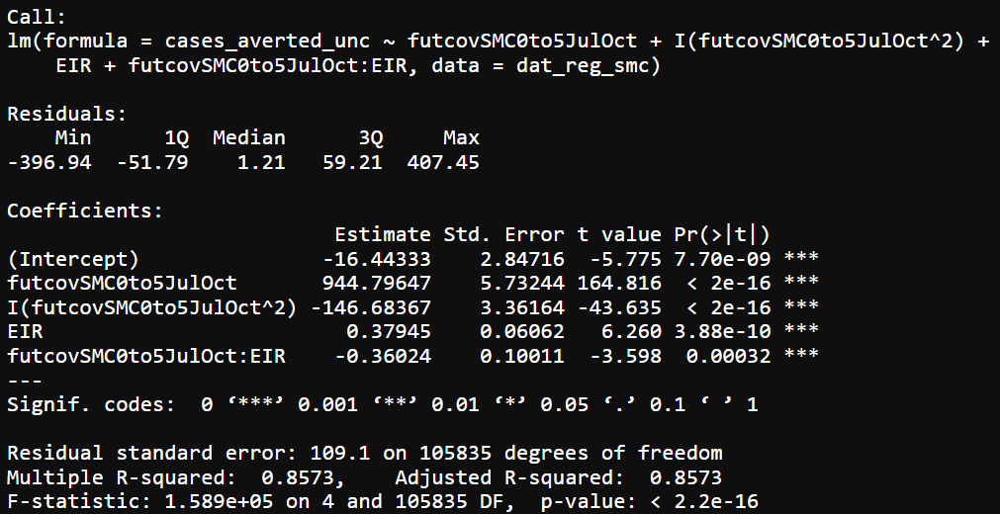 Call:
lm(formula = cases_averted_unc ~ futcovSMC0to5JulOct + I(futcovSMC0to5JulOct^2) +
    EIR + futcovSMC0to5JulOct:EIR, data = dat_reg_smc)

Residuals:
    Min      1Q  Median      3Q     Max
-396.94  -51.79    1.21   59.21  407.45

Coefficients:
                           Estimate Std. Error t value Pr(>|t|)
(Intercept)               -16.44333    2.84716  -5.775 7.70e-09 ***
futcovSMC0to5JulOct       944.79647    5.73244 164.816  < 2e-16 ***
I(futcovSMC0to5JulOct^2) -146.68367    3.36164 -43.635  < 2e-16 ***
EIR                         0.37945    0.06062   6.260 3.88e-10 ***
futcovSMC0to5JulOct:EIR    -0.36024    0.10011  -3.598  0.00032 ***
---
Signif. codes:  0 ‘***’ 0.001 ‘**’ 0.01 ‘*’ 0.05 ‘.’ 0.1 ‘ ’ 1

Residual standard error: 109.1 on 105835 degrees of freedom
Multiple R-squared:  0.8573,    Adjusted R-squared:  0.8573
F-statistic: 1.589e+05 on 4 and 105835 DF,  p-value: < 2.2e-16